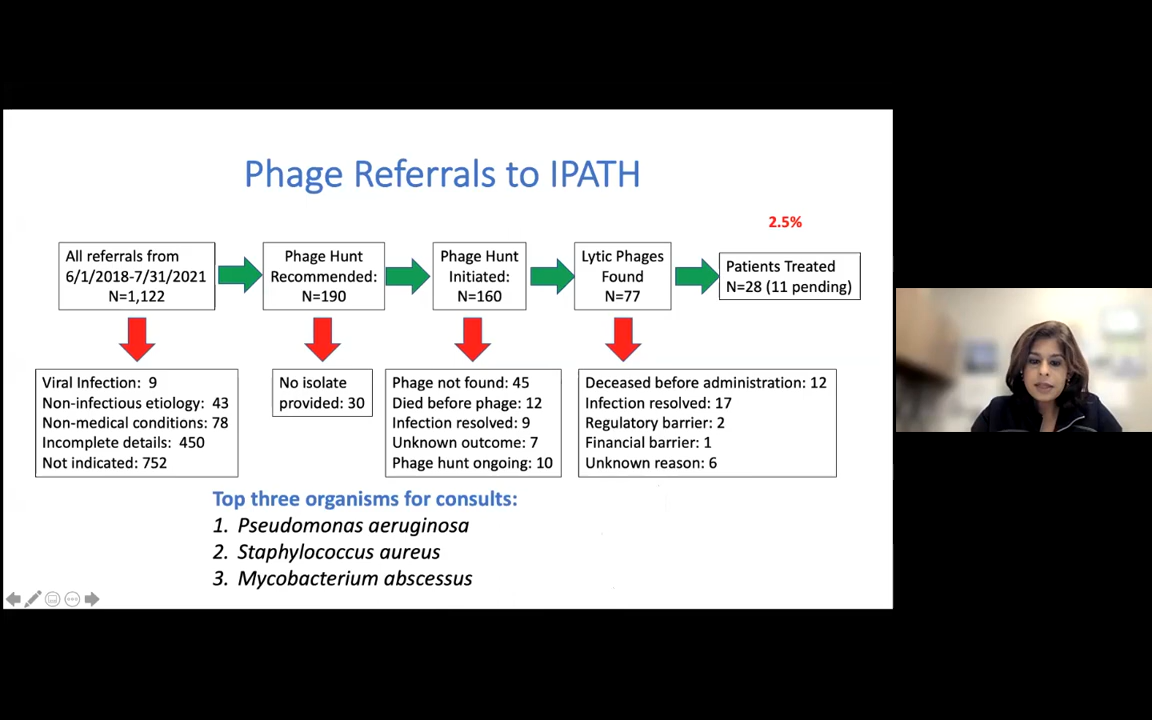 Phage Referrals to IPATH
2.5%
All referrals from
6/1/2018-7/31/2021
N=1,122
Phage Hunt
Recommended:
N=190
Phage Hunt
Initiated:
N=160
Lytic Phages
Found
N=77
Patients Treated
N=28 (11 pending)
Viral Infection: 9
Non-infectious etiology: 43
Non-medical conditions: 78
Incomplete details: 450
Not indicated: 752
No isolate
provided: 30
Phage not found: 45
Died before phage: 12
Infection resolved: 9
Unknown outcome: 7
Phage hunt ongoing: 10
Deceased before administration: 12
Infection resolved: 17
Regulatory barrier: 2
Financial barrier: 1
Unknown reason: 6
Top three organisms for consults:
1. Pseudomonas aeruginosa
2. Staphylococcus aureus
3. Mycobacterium abscessus